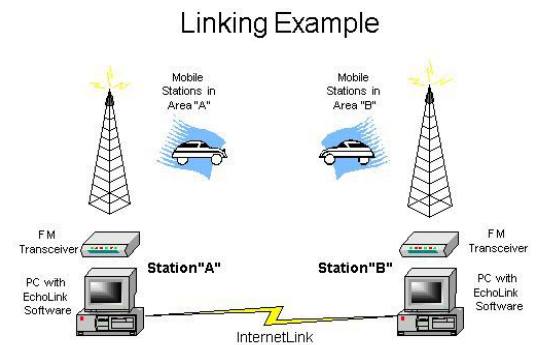 Linking Example
Mobile
Stations in
Area "A"
Mobile
Stations in
Area "B"
FM
Transceiver
Station"A"
PC with
EchoLink
Software
FM
Transceiver
Station"B"
PC with
EchoLink
Software
InternetLink